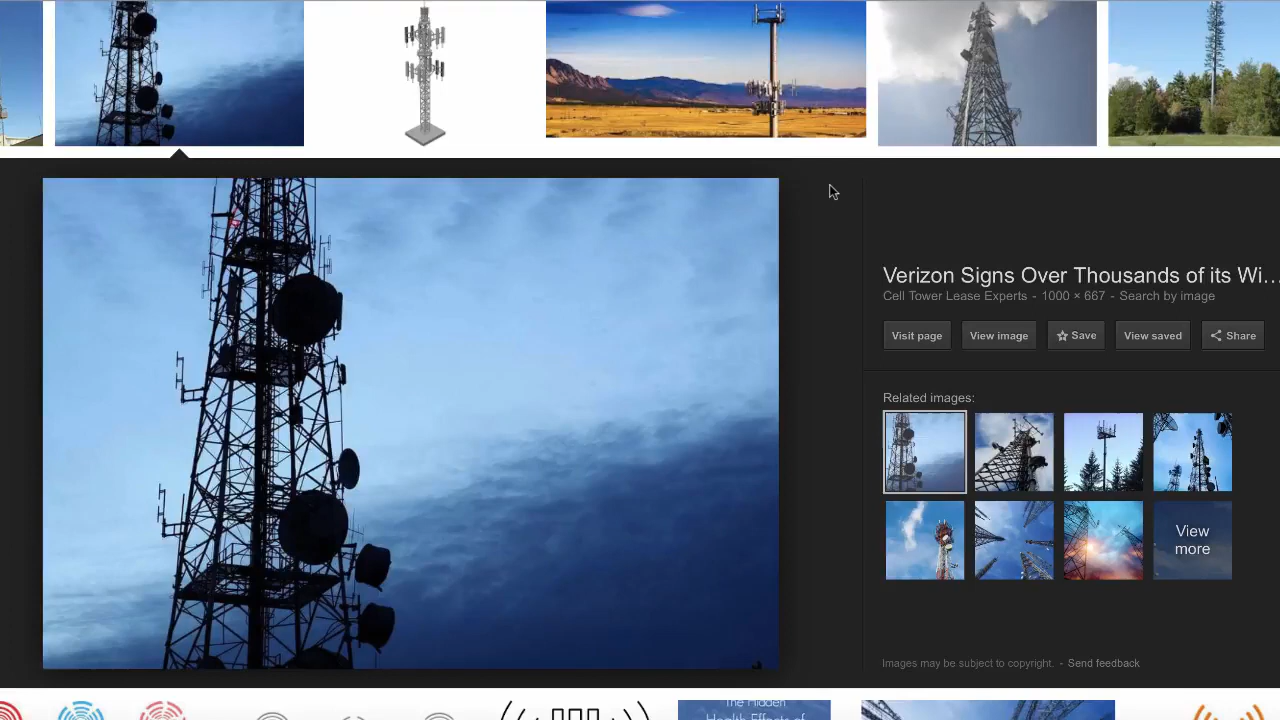 Verizon Signs Over Thousands of its Wi...
Cell Tower Lease Experts - 1000 × 667 - Search by image
Visit page
View image
Save
View saved
Share
Related images:
View
more
Images may be subject to copyright. - Send feedback
The Hidden
Health Effects of